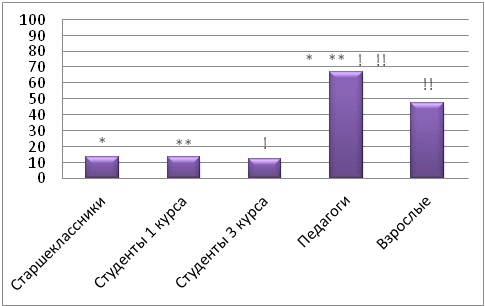 100
90
80
70
60
50
40
30
20
10
0
*
**
!
* ** ! !!
!!
Старшеклассники
Студенты 1 курса
Студенты 3 курса
Педагоги
Взрослые